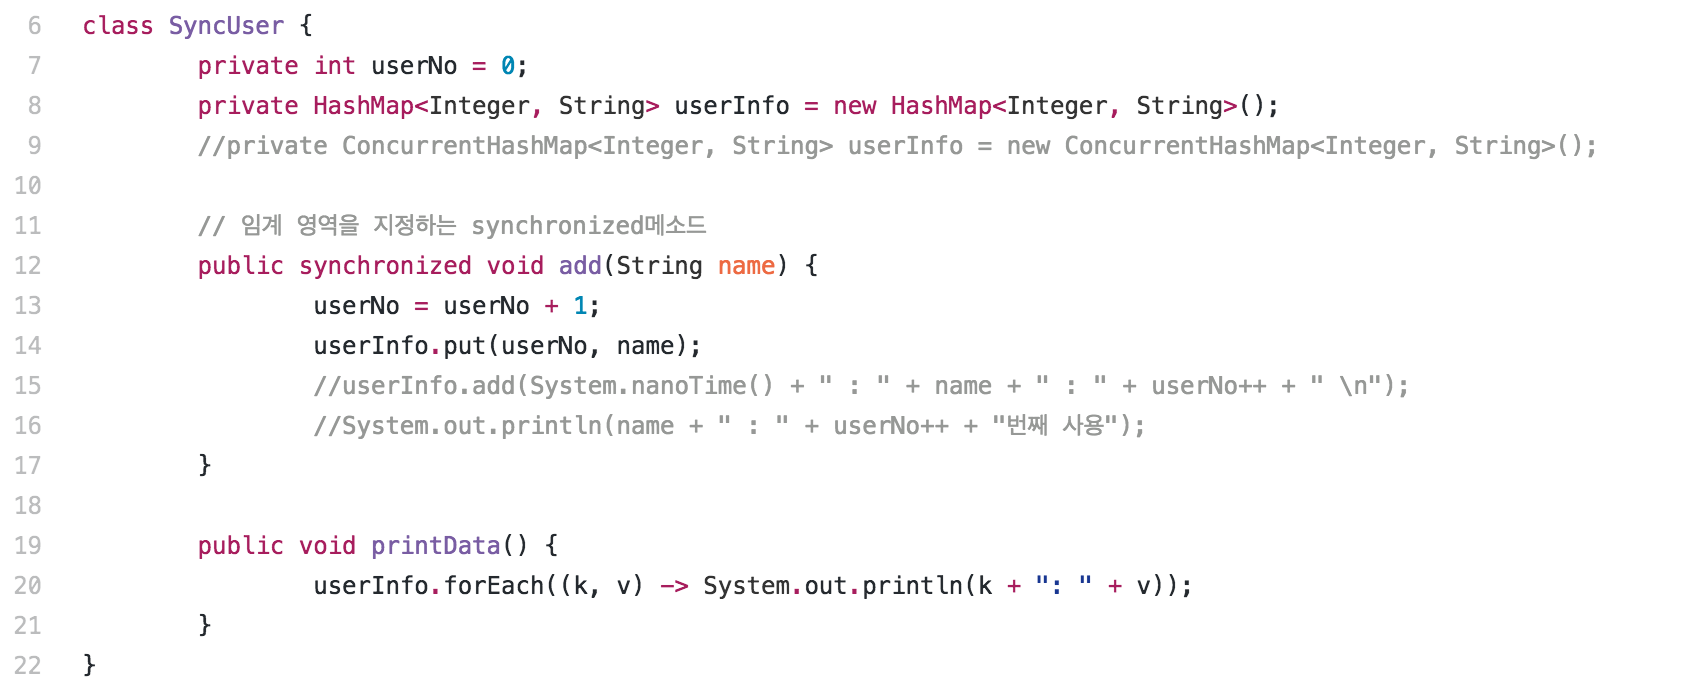 6 class SyncUser {
7 private int userNo = 0;
8 private HashMap<Integer, String> userInfo = new HashMap<Integer, String>();
9 //private ConcurrentHashMap<Integer, String> userInfo = new ConcurrentHashMap<Integer, String>();
10
11 // 임계 영역을 지정하는 synchronized메소드
12 public synchronized void add(String name) {
13 userNo = userNo + 1;
14 userInfo.put(userNo, name);
15 //userInfo.add(System.nanoTime() + " : " + name + " : " + userNo++ + " \n");
16 //System.out.println(name + " : " + userNo++ + "번째 사용");
17 }
18
19 public void printData() {
20 userInfo.forEach((k, v) -> System.out.println(k + ": " + v));
21 }
22 }